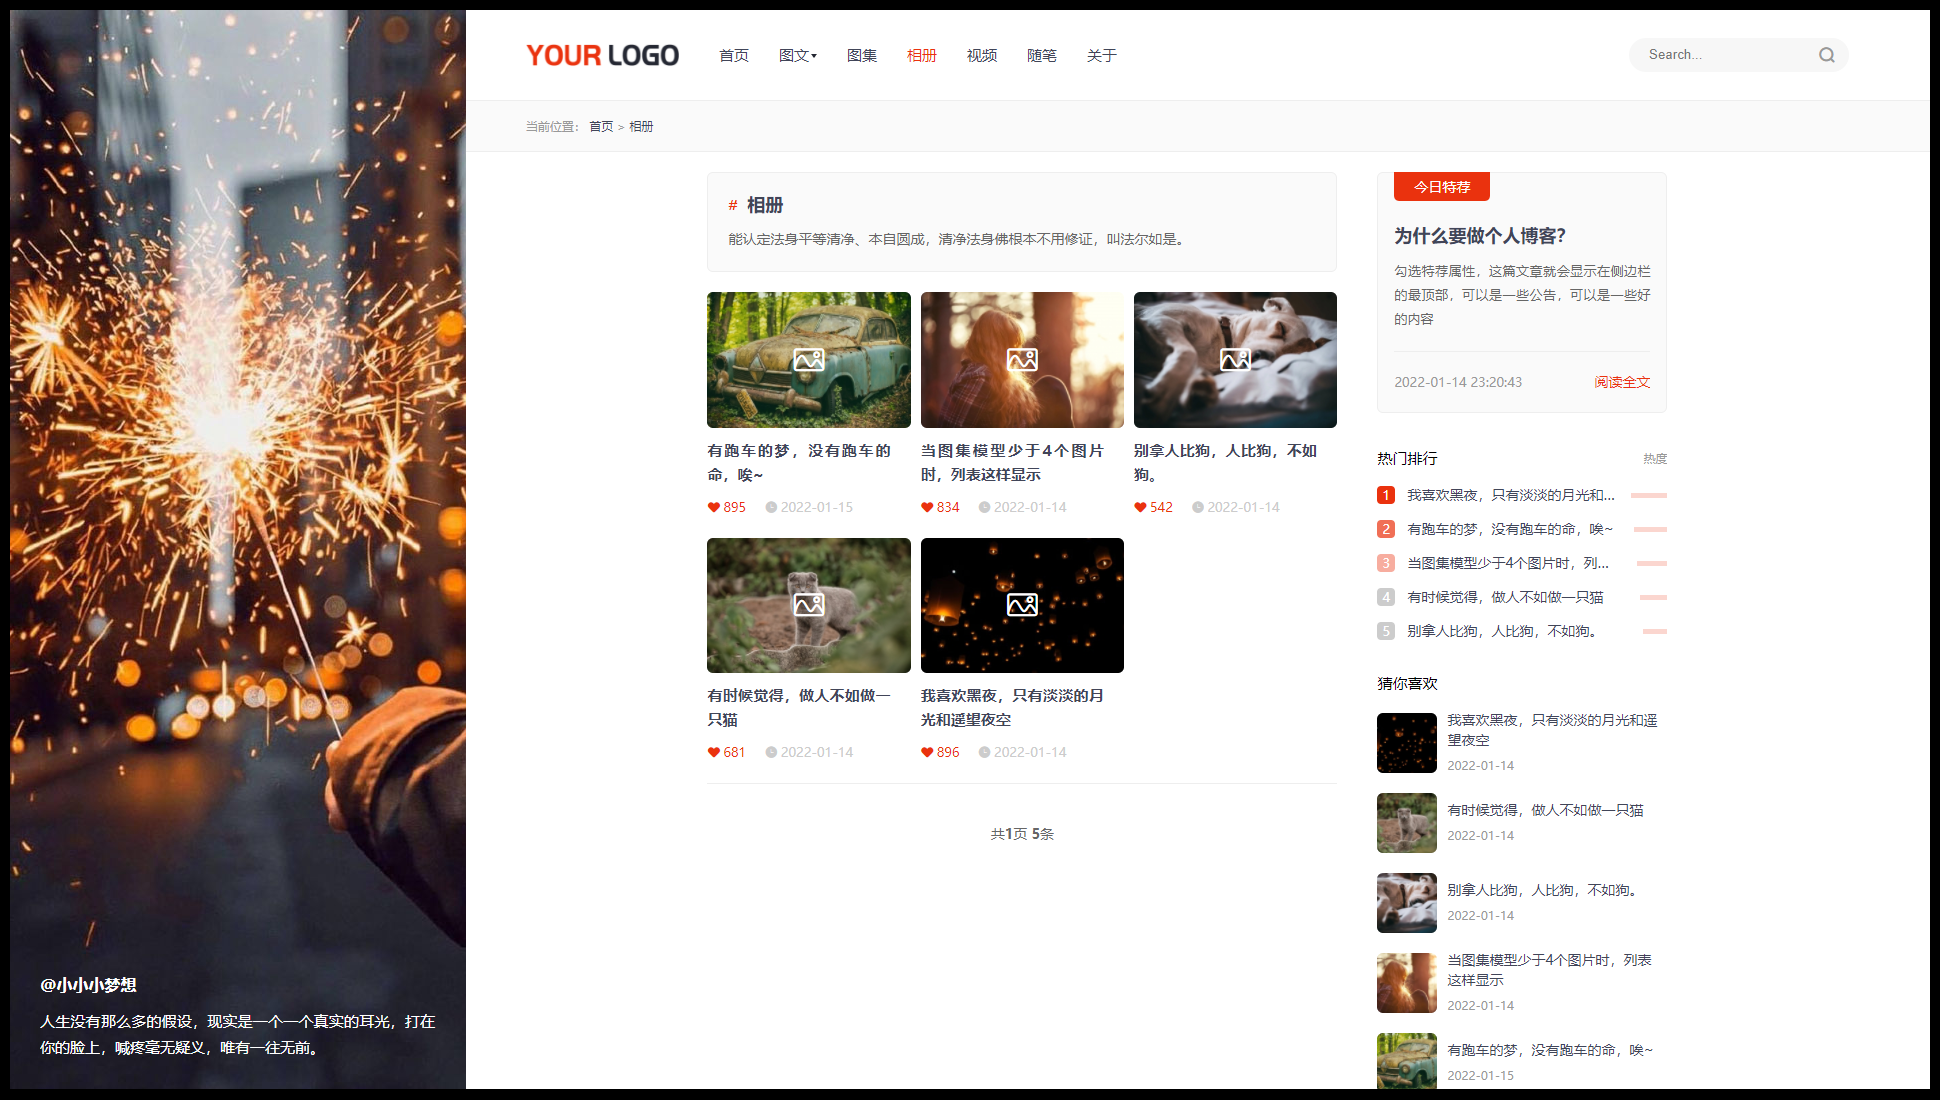 YOUR LOGO
首页 图文 图集 相册 视频 随笔 关于
Search...
当前位置： 首页 > 相册
# 相册
能认定法身平等清净、本自圆成，清净法身佛根本不用修证，叫法尔如是。
有跑车的梦，没有跑车的
命，唉~
895 2022-01-15
当图集模型少于4个图片
时，列表这样显示
834 2022-01-14
别拿人比狗，人比狗，不如
狗。
542 2022-01-14
有时候觉得，做人不如做一
只猫
681 2022-01-14
我喜欢黑夜，只有淡淡的月
光和遥望夜空
896 2022-01-14
共1页 5条
今日特荐
为什么要做个人博客？
勾选特荐属性，这篇文章就会显示在侧边栏
的最顶部，可以是一些公告，可以是一些好
的内容
2022-01-14 23:20:43 阅读全文
热门排行 热度
1 我喜欢黑夜，只有淡淡的月光和...
2 有跑车的梦，没有跑车的命，唉~
3 当图集模型少于4个图片时，列...
4 有时候觉得，做人不如做一只猫
5 别拿人比狗，人比狗，不如狗。
猜你喜欢
我喜欢黑夜，只有淡淡的月光和遥
望夜空
2022-01-14
有时候觉得，做人不如做一只猫
2022-01-14
别拿人比狗，人比狗，不如狗。
2022-01-14
当图集模型少于4个图片时，列表
这样显示
2022-01-14
有跑车的梦，没有跑车的命，唉~
2022-01-15
@小小小梦想
人生没有那么多的假设，现实是一个一个真实的耳光，打在
你的脸上，喊疼毫无疑义，唯有一往无前。